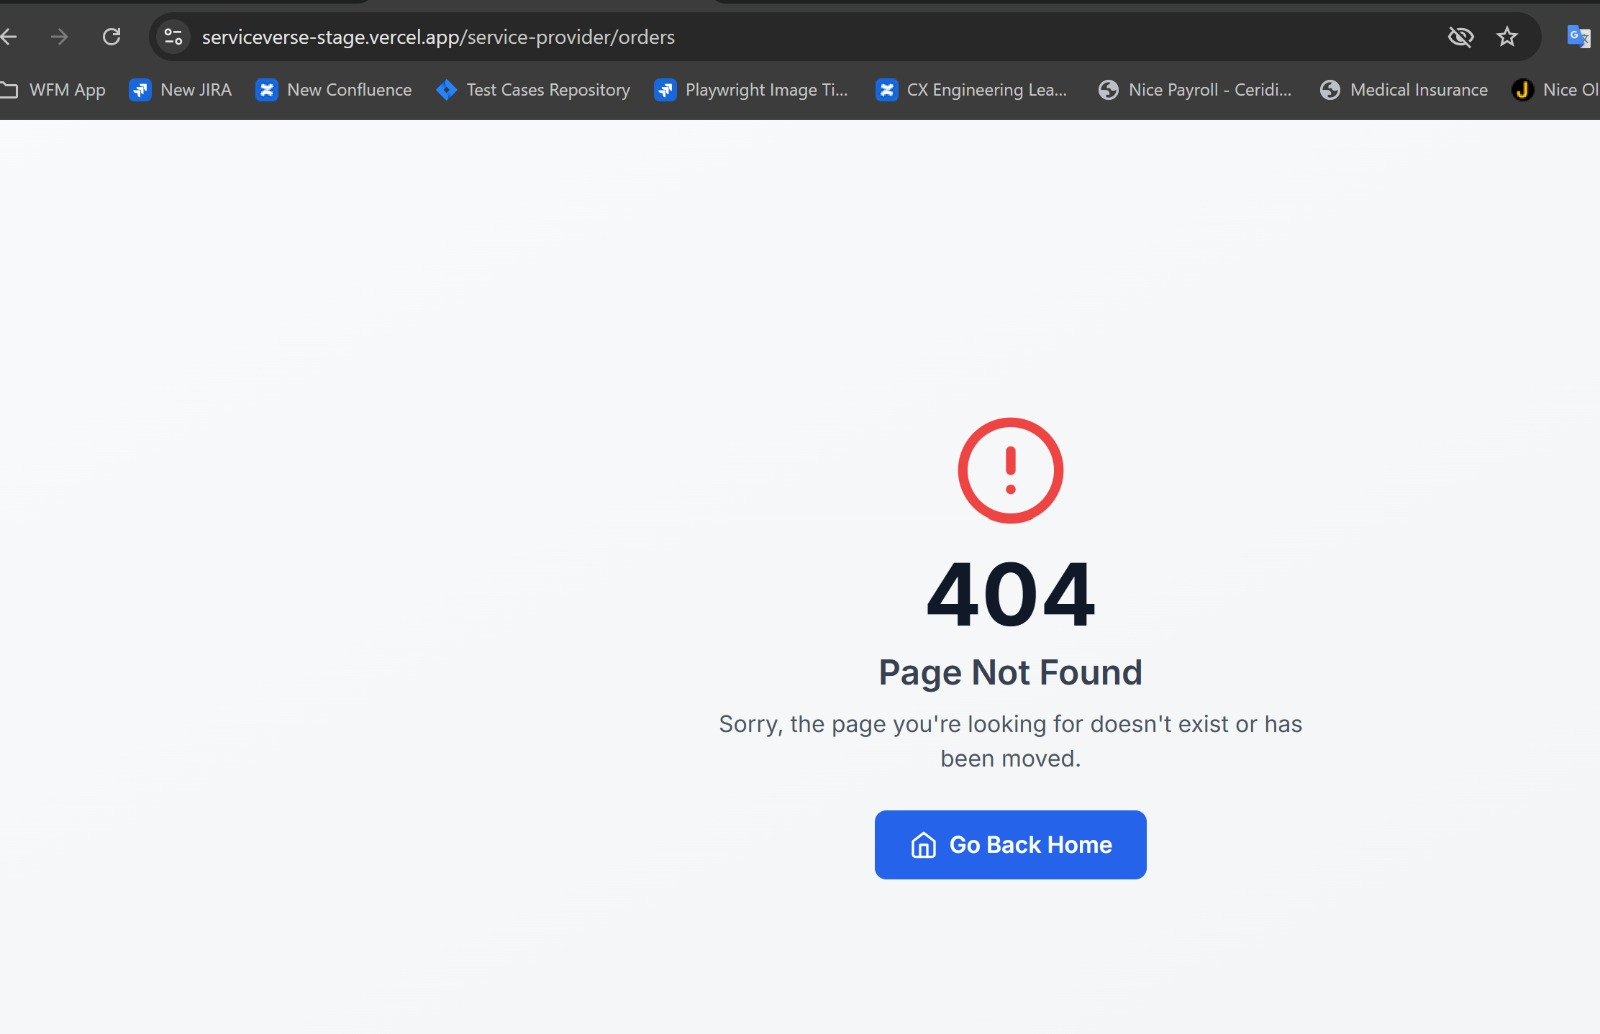 serviceverse-stage.vercel.app/service-provider/orders
WFM App New JIRA New Confluence Test Cases Repository Playwright Image Ti... CX Engineering Lea... Nice Payroll - Ceridi... Medical Insurance Nice Ol
404
Page Not Found
Sorry, the page you're looking for doesn't exist or has
been moved.
Go Back Home